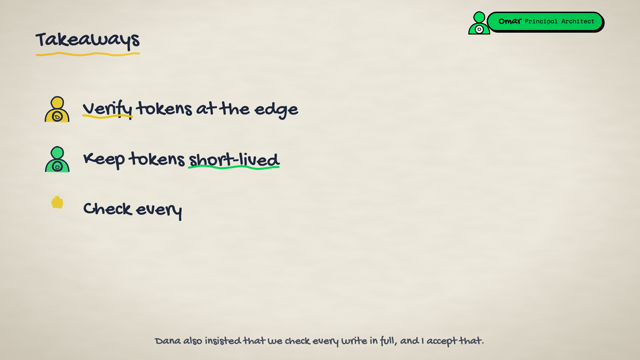 Omar Principal Architect
Takeaways
Verify tokens at the edge
Keep tokens short-lived
Check every
Dana also insisted that we check every write in full, and I accept that.